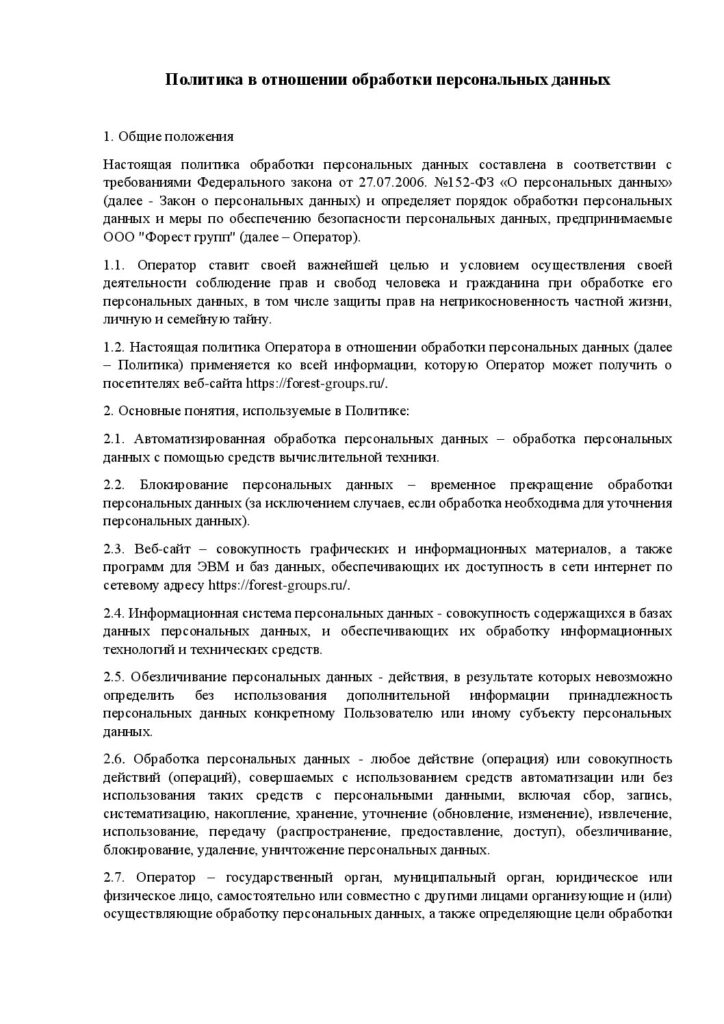 Политика в отношении обработки персональных данных
1. Общие положения
Настоящая политика обработки персональных данных составлена в соответствии с
требованиями Федерального закона от 27.07.2006. №152-ФЗ «О персональных данных»
(далее - Закон о персональных данных) и определяет порядок обработки персональных
данных и меры по обеспечению безопасности персональных данных, предпринимаемые
ООО "Форест групп" (далее – Оператор).
1.1. Оператор ставит своей важнейшей целью и условием осуществления своей
деятельности соблюдение прав и свобод человека и гражданина при обработке его
персональных данных, в том числе защиты прав на неприкосновенность частной жизни,
личную и семейную тайну.
1.2. Настоящая политика Оператора в отношении обработки персональных данных (далее
– Политика) применяется ко всей информации, которую Оператор может получить о
посетителях веб-сайта https://forest-groups.ru/.
2. Основные понятия, используемые в Политике:
2.1. Автоматизированная обработка персональных данных – обработка персональных
данных с помощью средств вычислительной техники.
2.2. Блокирование персональных данных – временное прекращение обработки
персональных данных (за исключением случаев, если обработка необходима для уточнения
персональных данных).
2.3. Веб-сайт – совокупность графических и информационных материалов, а также
программ для ЭВМ и баз данных, обеспечивающих их доступность в сети интернет по
сетевому адресу https://forest-groups.ru/.
2.4. Информационная система персональных данных - совокупность содержащихся в базах
данных персональных данных, и обеспечивающих их обработку информационных
технологий и технических средств.
2.5. Обезличивание персональных данных - действия, в результате которых невозможно
определить без использования дополнительной информации принадлежность
персональных данных конкретному Пользователю или иному субъекту персональных
данных.
2.6. Обработка персональных данных - любое действие (операция) или совокупность
действий (операций), совершаемых с использованием средств автоматизации или без
использования таких средств с персональными данными, включая сбор, запись,
систематизацию, накопление, хранение, уточнение (обновление, изменение), извлечение,
использование, передачу (распространение, предоставление, доступ), обезличивание,
блокирование, удаление, уничтожение персональных данных.
2.7. Оператор – государственный орган, муниципальный орган, юридическое или
физическое лицо, самостоятельно или совместно с другими лицами организующие и (или)
осуществляющие обработку персональных данных, а также определяющие цели обработки